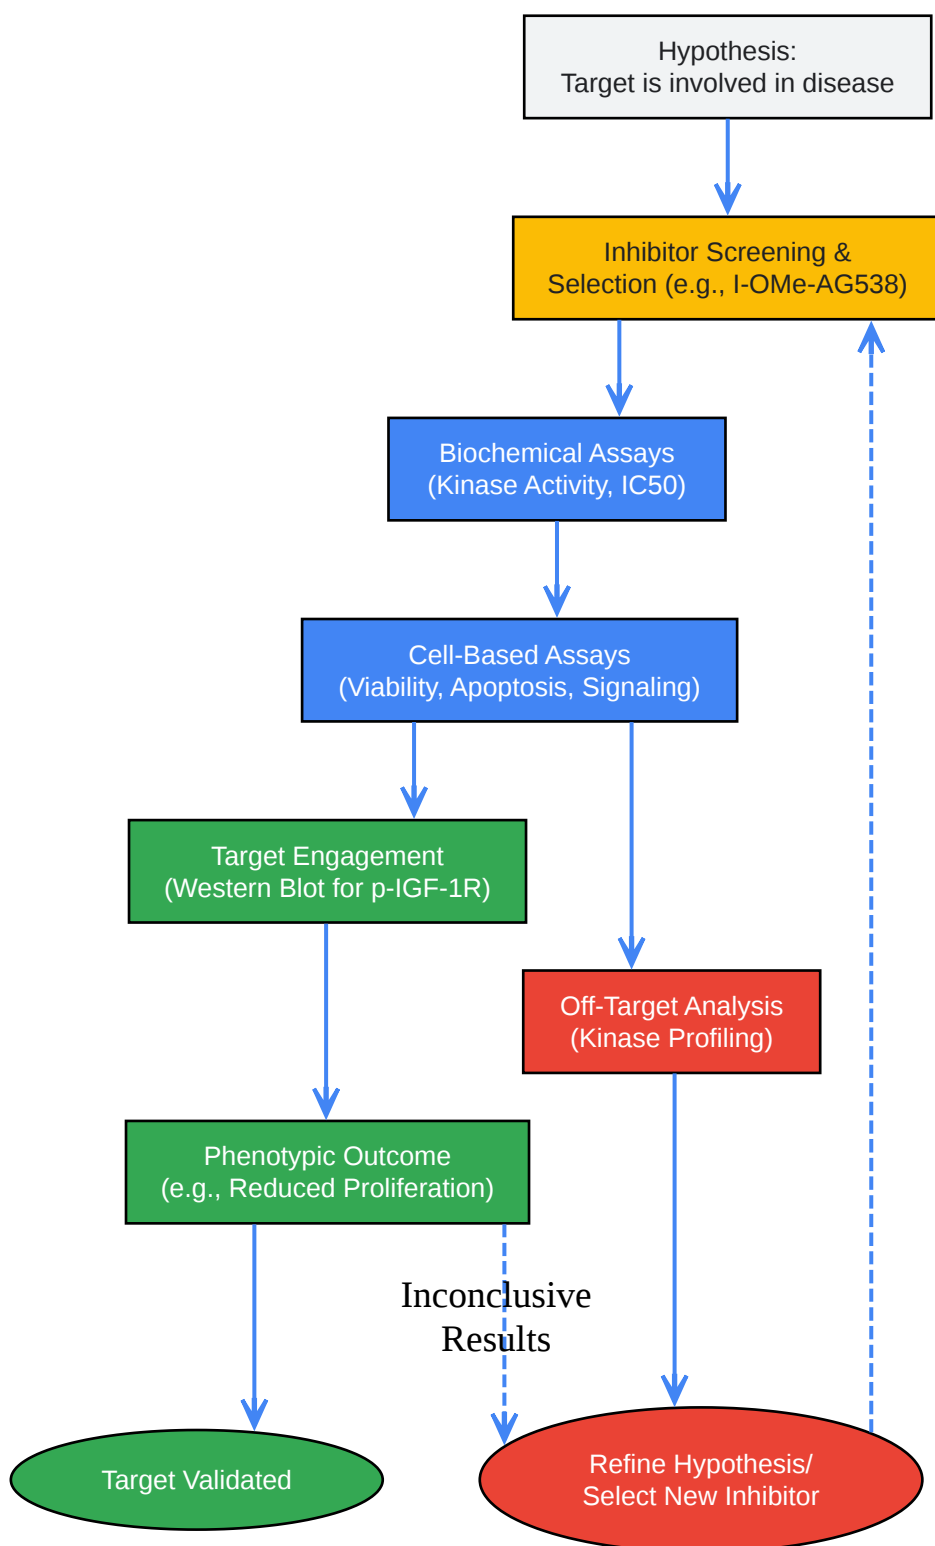 Hypothesis:
Target is involved in disease
Inhibitor Screening &
Selection (e.g., I-OMe-AG538)
Biochemical Assays
(Kinase Activity, IC50)
Cell-Based Assays
(Viability, Apoptosis, Signaling)
Target Engagement
(Western Blot for p-IGF-1R)
Off-Target Analysis
(Kinase Profiling)
Phenotypic Outcome
(e.g., Reduced Proliferation)
Inconclusive
Results
Target Validated
Refine Hypothesis/
Select New Inhibitor